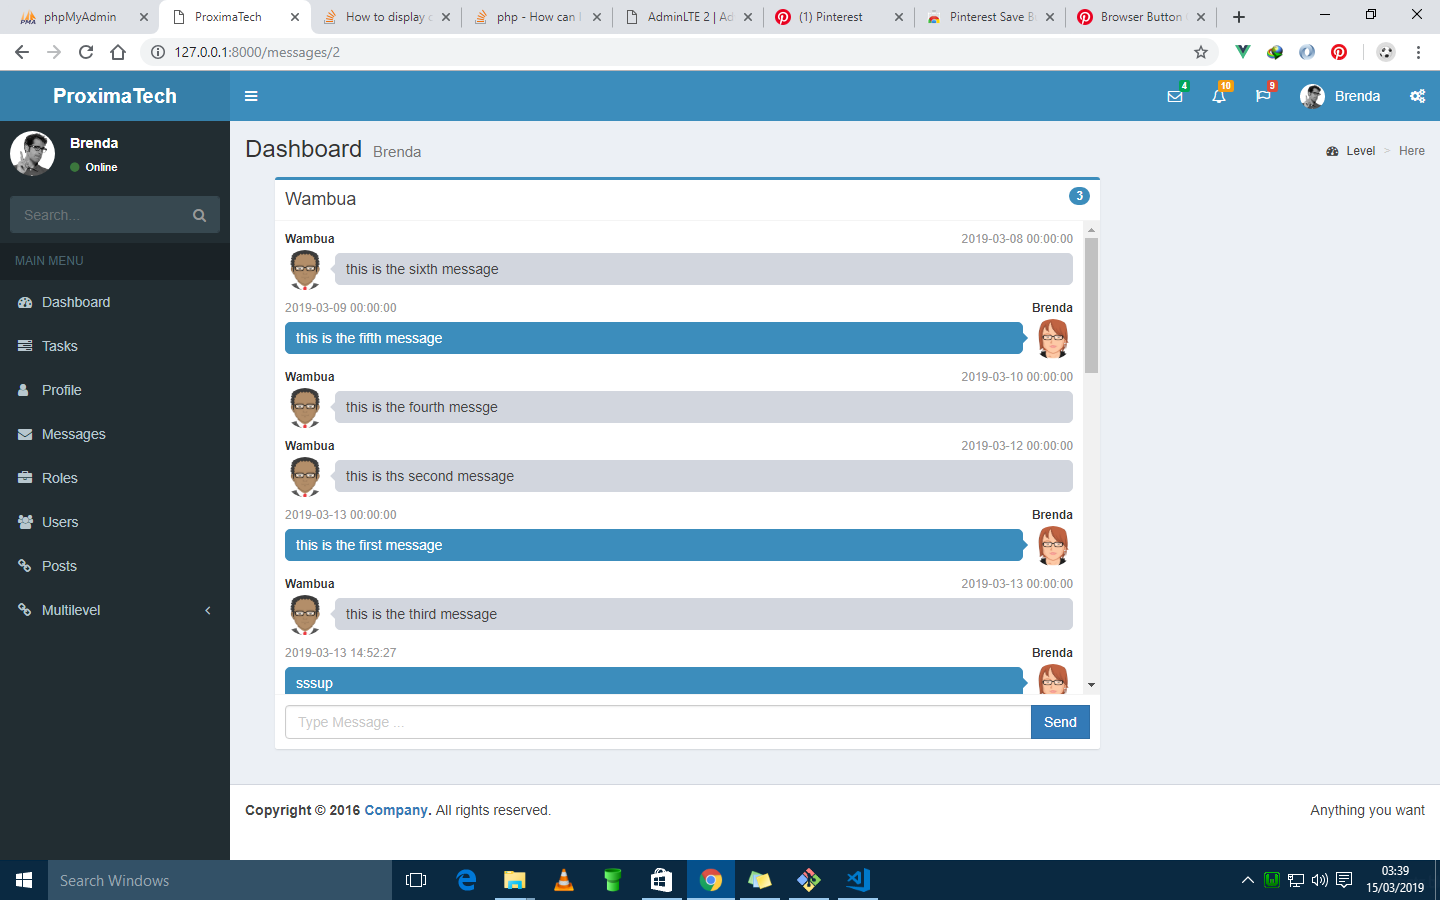 phpMyAdmin
ProximaTech
How to display
php - How can
AdminLTE 2 | Ad
(1) Pinterest
Pinterest Save B
Browser Button
127.0.0.1:8000/messages/2
ProximaTech
4
10
9
Brenda
Brenda
Online
Search...
MAIN MENU
Dashboard
Tasks
Profile
Messages
Roles
Users
Posts
Multilevel
Dashboard Brenda
Level > Here
Wambua
3
Wambua 2019-03-08 00:00:00
this is the sixth message
2019-03-09 00:00:00 Brenda
this is the fifth message
Wambua 2019-03-10 00:00:00
this is the fourth messge
Wambua 2019-03-12 00:00:00
this is ths second message
2019-03-13 00:00:00 Brenda
this is the first message
Wambua 2019-03-13 00:00:00
this is the third message
2019-03-13 14:52:27 Brenda
sssup
Type Message ...
Send
Copyright © 2016 Company. All rights reserved.
Anything you want
Search Windows
03:39
15/03/2019